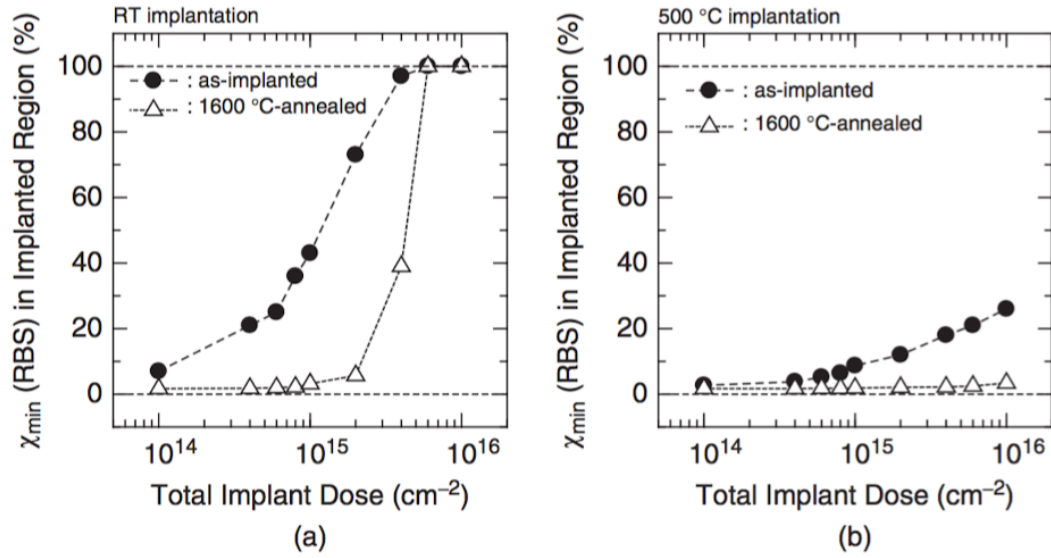 RT implantation
χmin (RBS) in Implanted Region (%)
100
80
60
40
20
0
: as-implanted
: 1600 °C-annealed
10^14
10^15
10^16
Total Implant Dose (cm–2)
(a)
500 °C implantation
χmin (RBS) in Implanted Region (%)
100
80
60
40
20
0
: as-implanted
: 1600 °C-annealed
10^14
10^15
10^16
Total Implant Dose (cm–2)
(b)